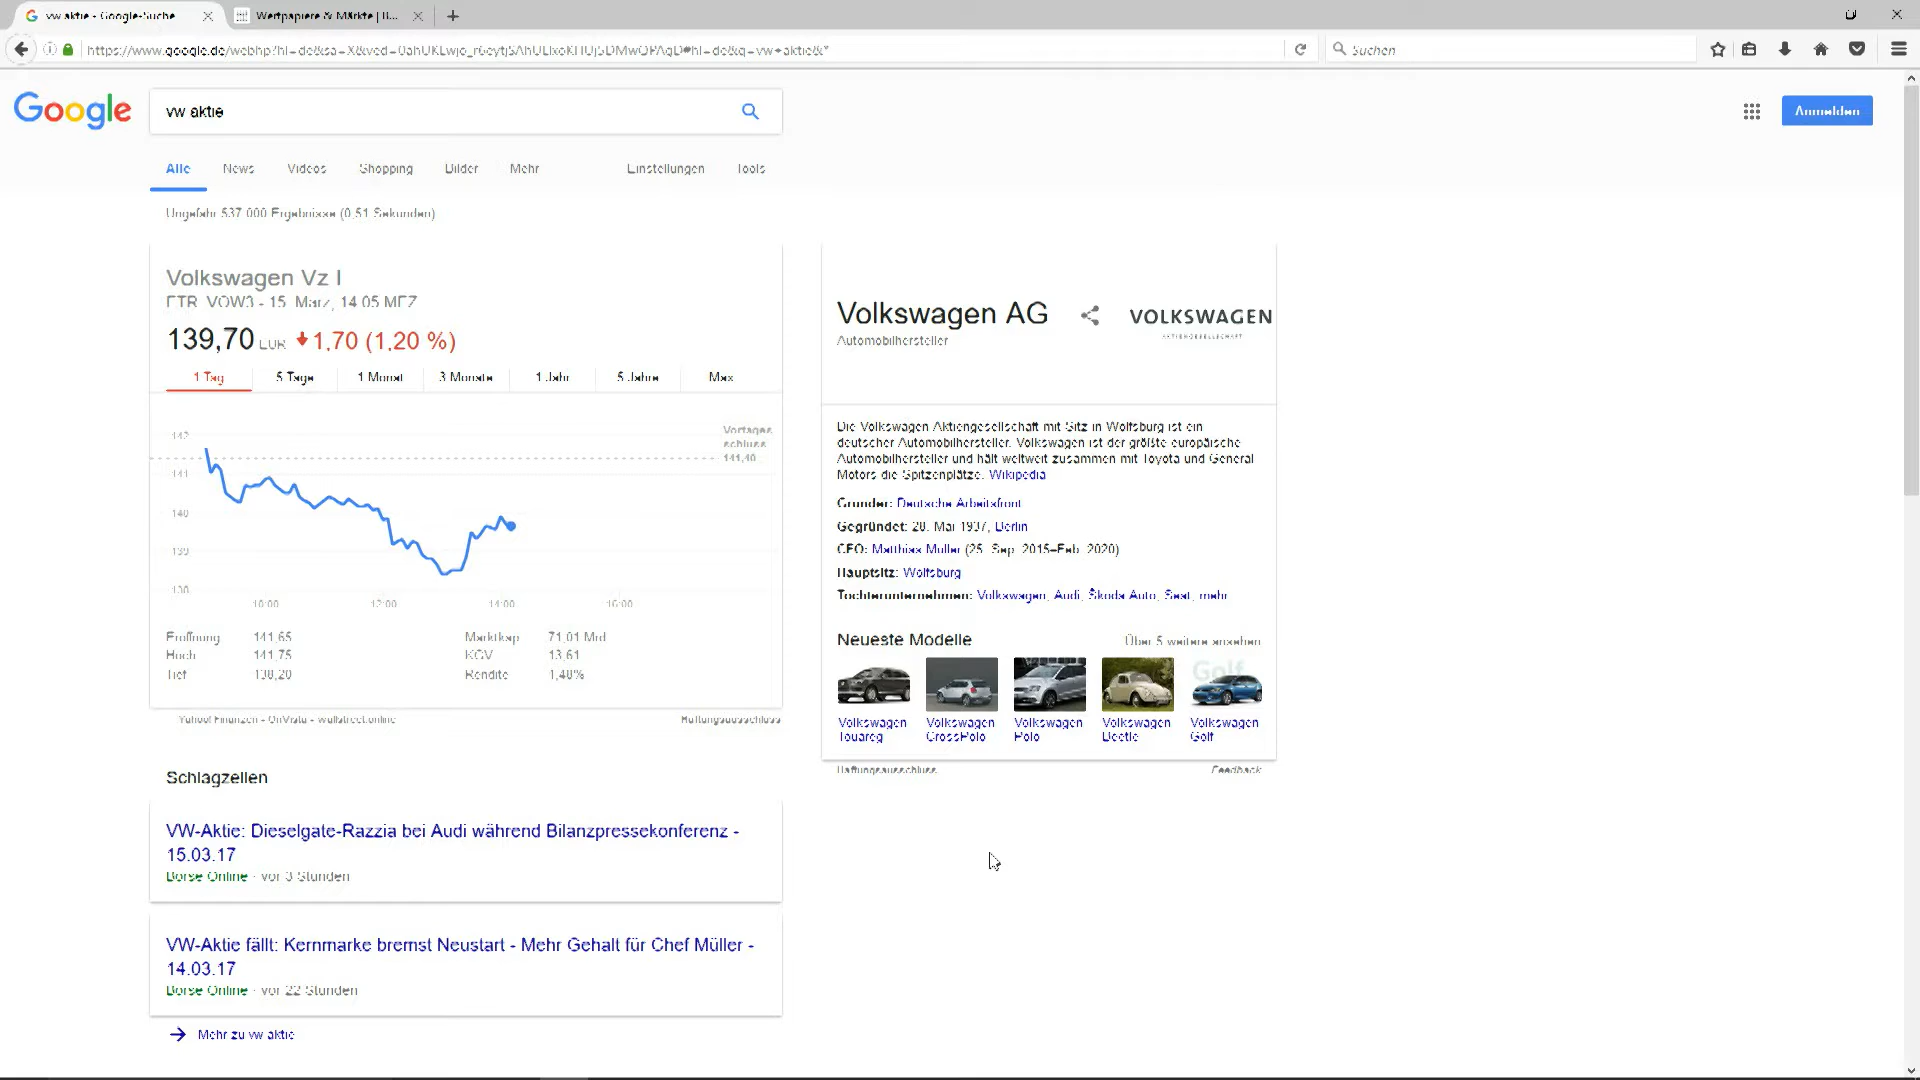 vw aktie - Google-Suche
Wertpapiere & Märkte | B...
Suchen
Google
vw aktie
Anmelden
Alle
News
Videos
Shopping
Bilder
Mehr
Einstellungen
Tools
Ungefähr 537.000 Ergebnisse (0,51 Sekunden)
Volkswagen Vz I
ETR: VOW3 - 15. März, 14:05 MEZ
139,70 EUR 1,70 (1,20 %)
1 Tag
5 Tage
1 Monat
3 Monate
1 Jahr
5 Jahre
Max
Vortages
schluss
141,40
142
141
140
139
138
10:00
12:00
14:00
16:00
Eröffnung 141,65
Hoch 141,75
Tief 138,20
Marktkap. 71,01 Mrd.
KGV 13,61
Rendite 1,48%
Yahoo! Finanzen - OnVista - wallstreet:online
Haftungsausschluss
Schlagzeilen
VW-Aktie: Dieselgate-Razzia bei Audi während Bilanzpressekonferenz -
15.03.17
Börse Online · vor 3 Stunden
VW-Aktie fällt: Kernmarke bremst Neustart - Mehr Gehalt für Chef Müller -
14.03.17
Börse Online · vor 22 Stunden
Mehr zu vw aktie
Volkswagen AG
Automobilhersteller
VOLKSWAGEN
AKTIENGESELLSCHAFT
Die Volkswagen Aktiengesellschaft mit Sitz in Wolfsburg ist ein
deutscher Automobilhersteller. Volkswagen ist der größte europäische
Automobilhersteller und hält weltweit zusammen mit Toyota und General
Motors die Spitzenplätze. Wikipedia
Gründer: Deutsche Arbeitsfront
Gegründet: 28. Mai 1937, Berlin
CEO: Matthias Müller (25. Sep. 2015–Feb. 2020)
Hauptsitz: Wolfsburg
Tochterunternehmen: Volkswagen, Audi, Škoda Auto, Seat, mehr
Neueste Modelle
Über 5 weitere ansehen
Golf
Volkswagen
Touareg
Volkswagen
CrossPolo
Volkswagen
Polo
Volkswagen
Beetle
Volkswagen
Golf
Haftungsausschluss
Feedback